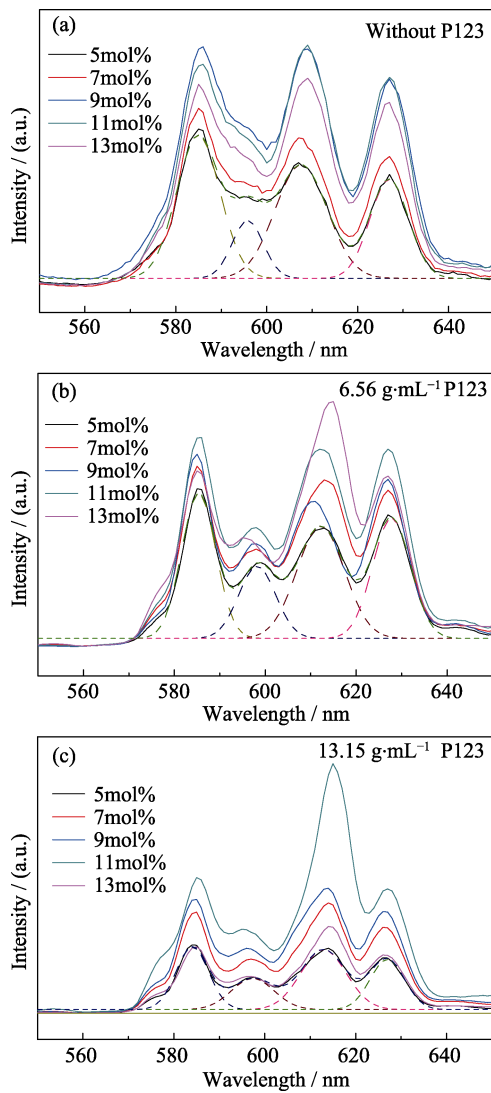 (a)
Without P123
5mol%
7mol%
9mol%
11mol%
13mol%
Intensity / (a.u.)
560
580
600
620
640
Wavelength / nm
(b)
6.56 g·mL⁻¹ P123
5mol%
7mol%
9mol%
11mol%
13mol%
Intensity / (a.u.)
560
580
600
620
640
Wavelength / nm
(c)
13.15 g·mL⁻¹ P123
5mol%
7mol%
9mol%
11mol%
13mol%
Intensity / (a.u.)
560
580
600
620
640
Wavelength / nm